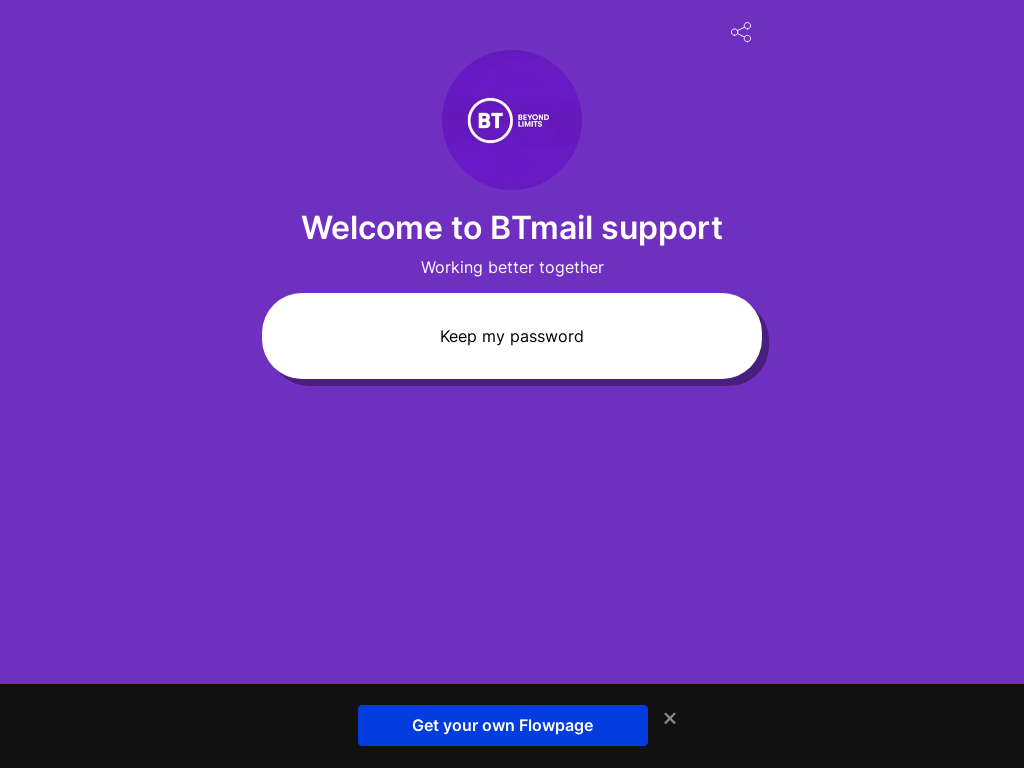 BT BEYOND
LIMITS
Welcome to BTmail support
Working better together
Keep my password
Get your own Flowpage